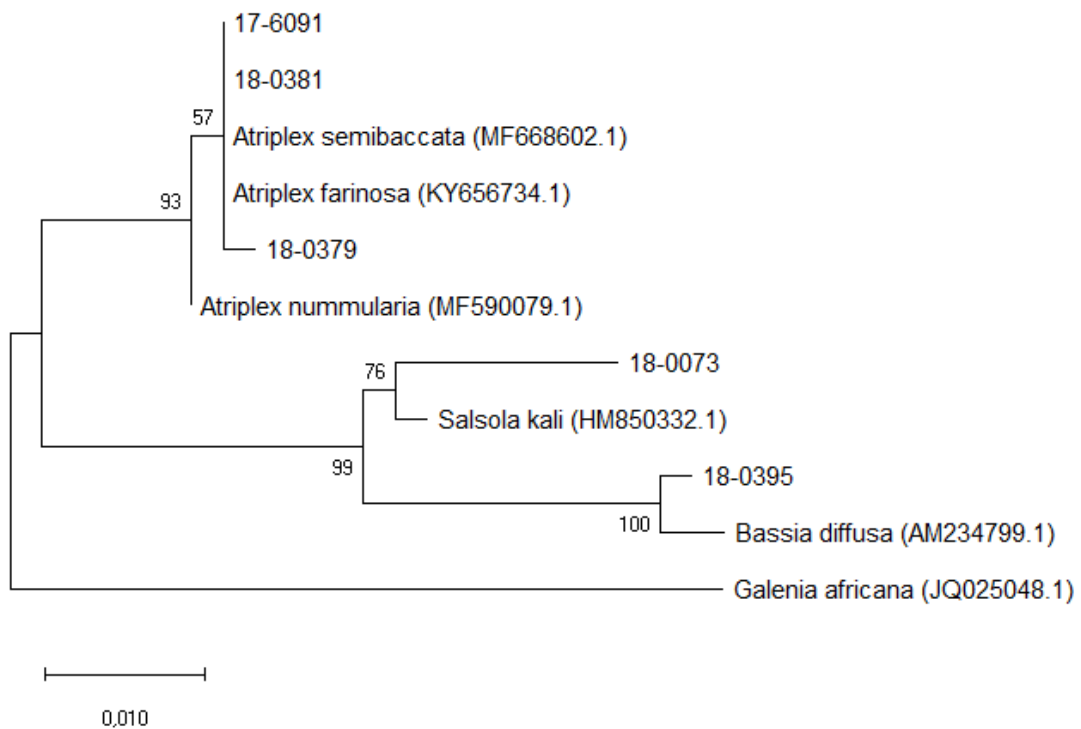 17-6091
18-0381
57
Atriplex semibaccata (MF668602.1)
Atriplex farinosa (KY656734.1)
93
18-0379
Atriplex nummularia (MF590079.1)
18-0073
76
Salsola kali (HM850332.1)
99
18-0395
100
Bassia diffusa (AM234799.1)
Galenia africana (JQ025048.1)
0,010